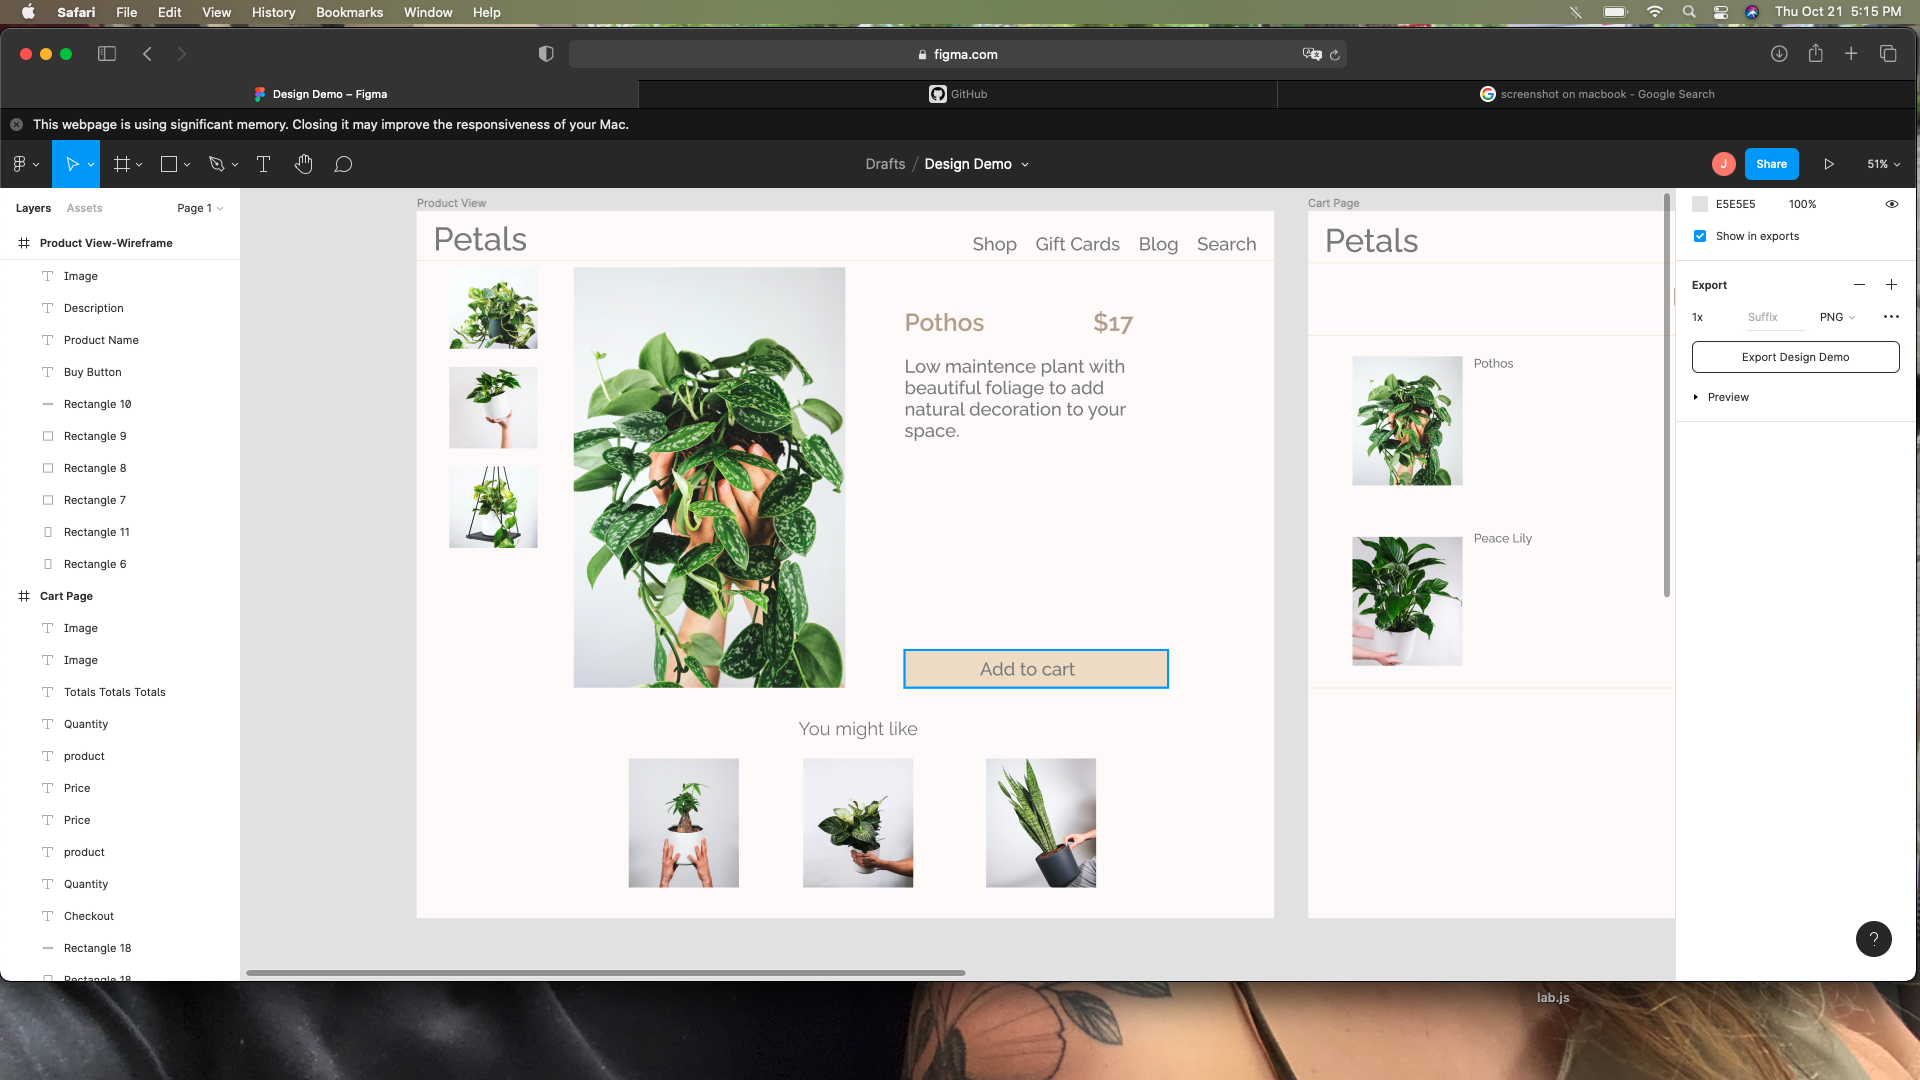 Safari File Edit View History Bookmarks Window Help Thu Oct 21 5:15 PM
figma.com
Design Demo – Figma
GitHub
screenshot on macbook - Google Search
This webpage is using significant memory. Closing it may improve the responsiveness of your Mac.
Drafts / Design Demo
J
Share
51%
Layers Assets Page 1
Product View-Wireframe
Image
Description
Product Name
Buy Button
Rectangle 10
Rectangle 9
Rectangle 8
Rectangle 7
Rectangle 11
Rectangle 6
Cart Page
Image
Image
Totals Totals Totals
Quantity
product
Price
Price
product
Quantity
Checkout
Rectangle 18
Rectangle 18
Product View
Petals
Shop Gift Cards Blog Search
Pothos $17
Low maintence plant with
beautiful foliage to add
natural decoration to your
space.
Add to cart
You might like
Cart Page
Petals
Pothos
Peace Lily
E5E5E5 100%
Show in exports
Export
1x Suffix PNG
Export Design Demo
Preview
?
lab.js